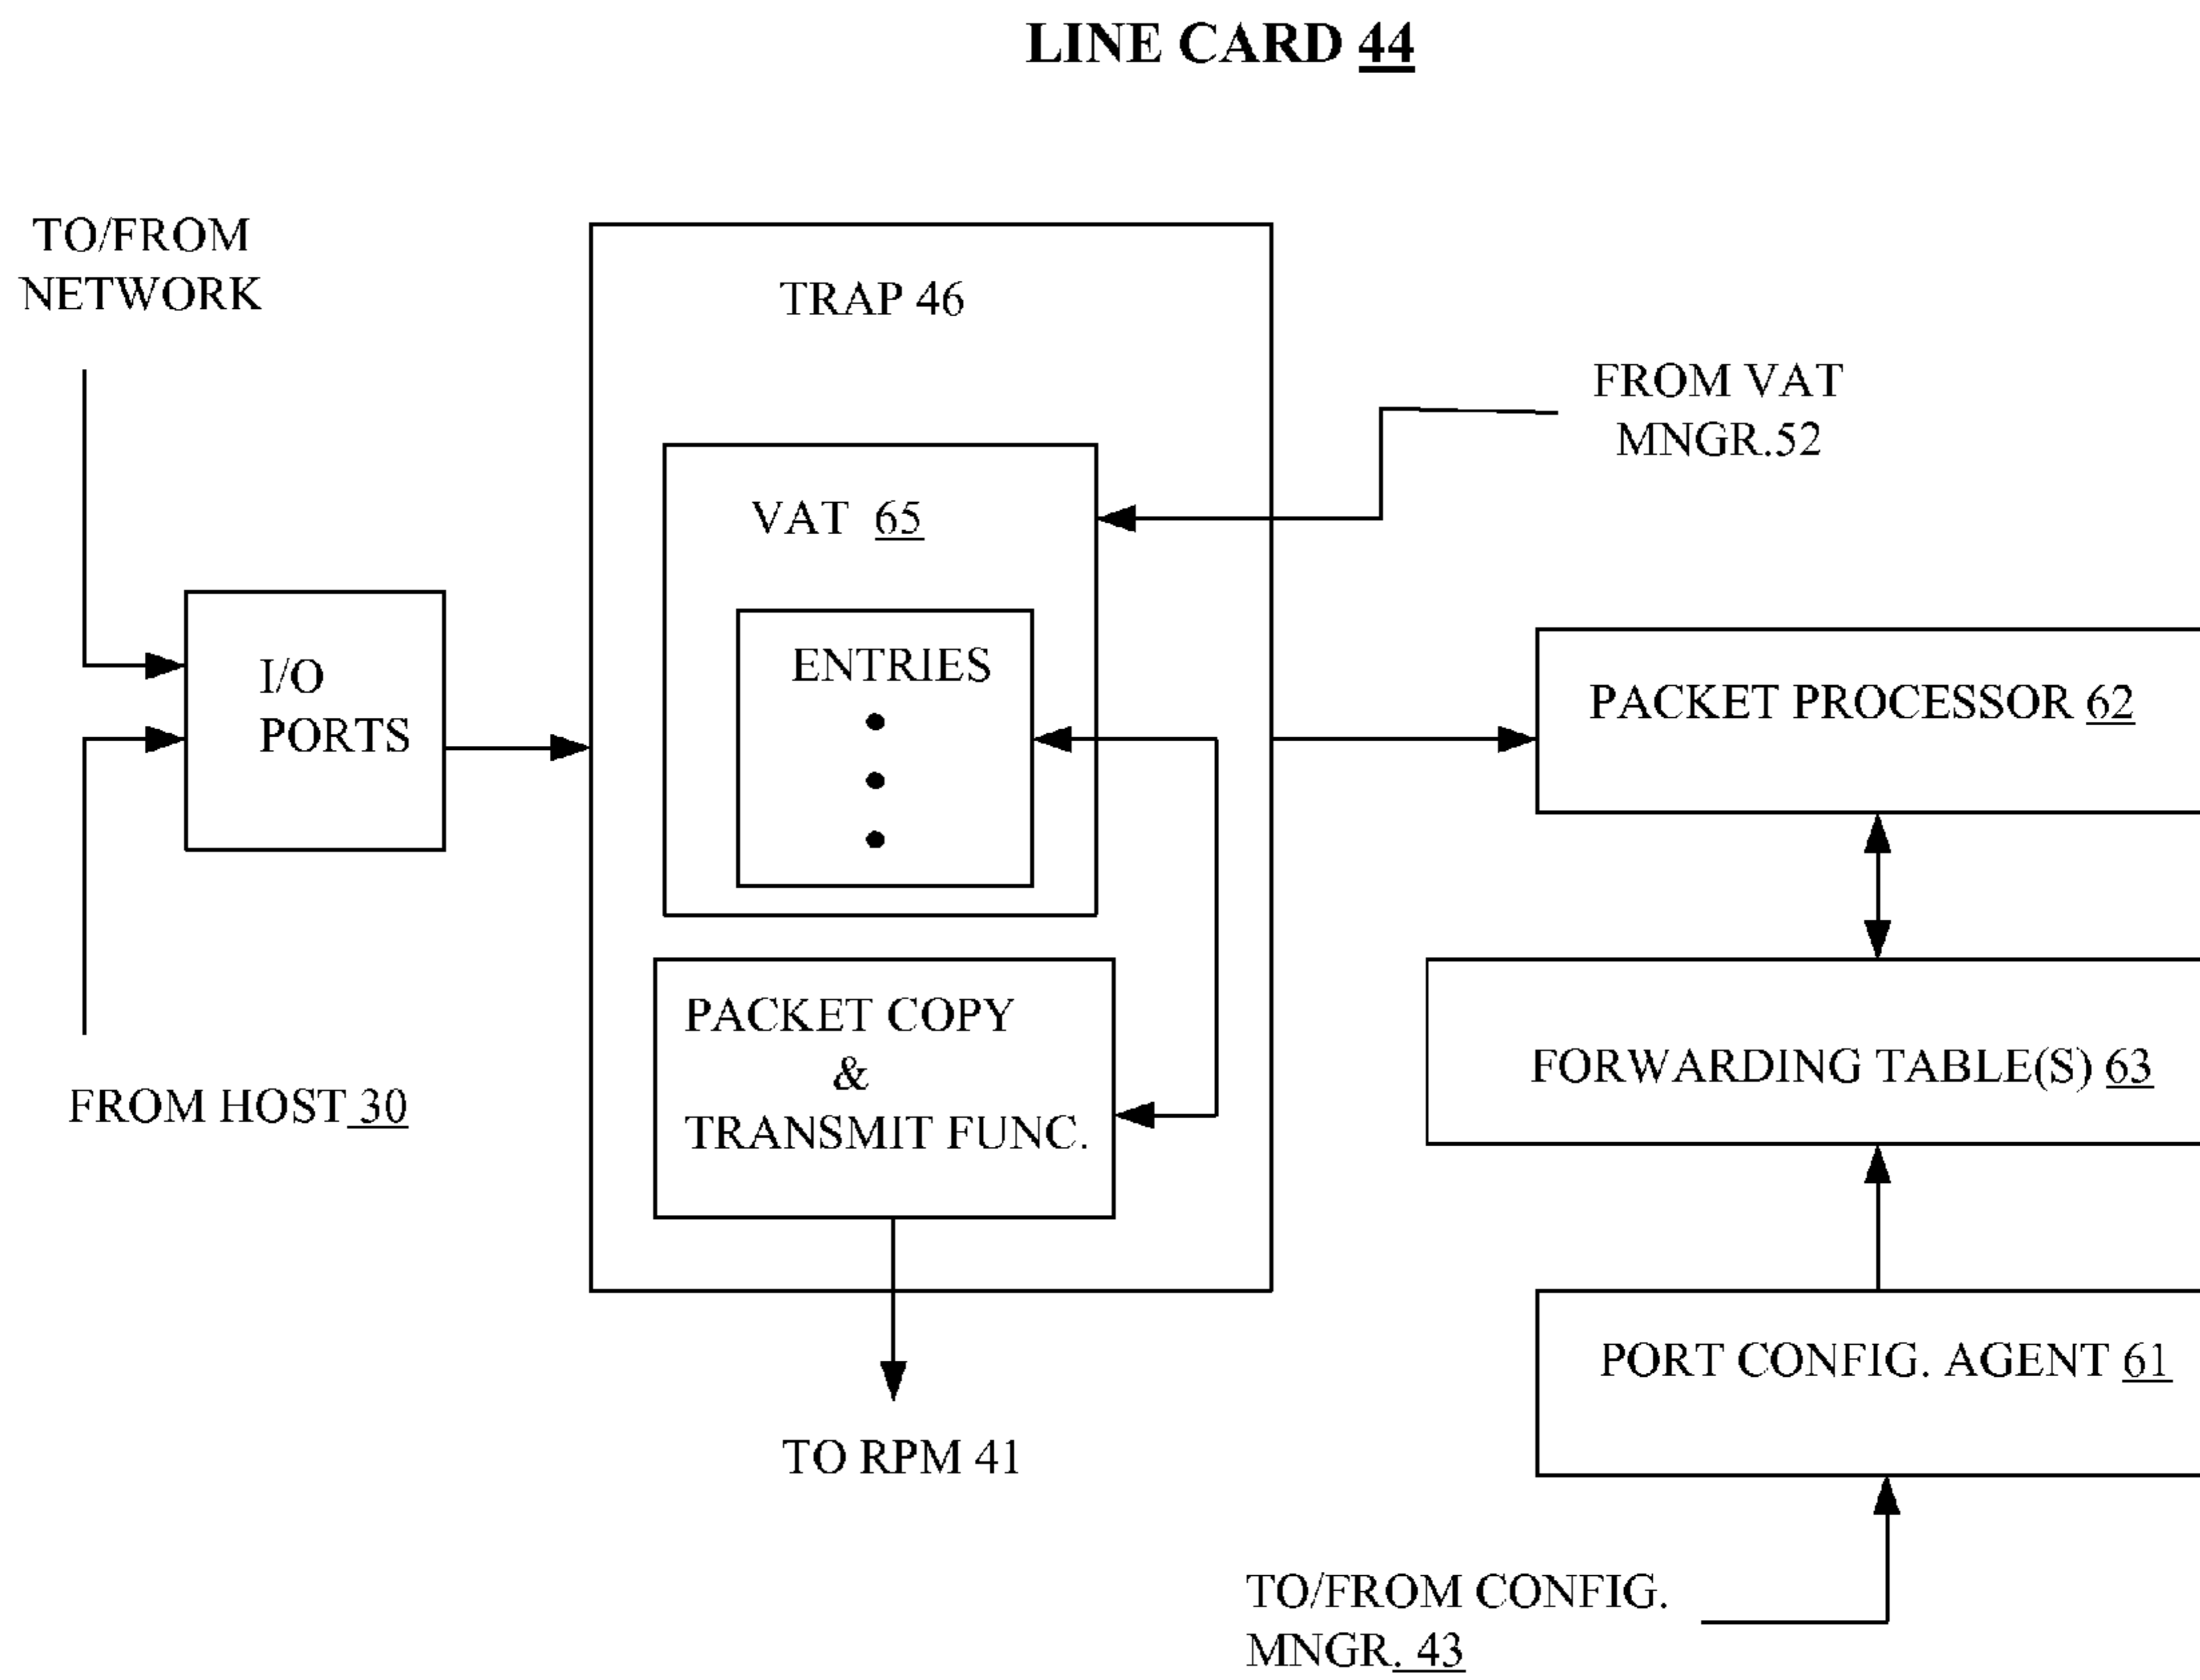 LINE CARD 44
TO/FROM
NETWORK
TRAP 46
FROM VAT
MNGR.52
VAT 65
I/O
PORTS
ENTRIES
PACKET PROCESSOR 62
PACKET COPY
&
TRANSMIT FUNC.
FORWARDING TABLE(S) 63
FROM HOST 30
PORT CONFIG. AGENT 61
TO RPM 41
TO/FROM CONFIG.
MNGR. 43